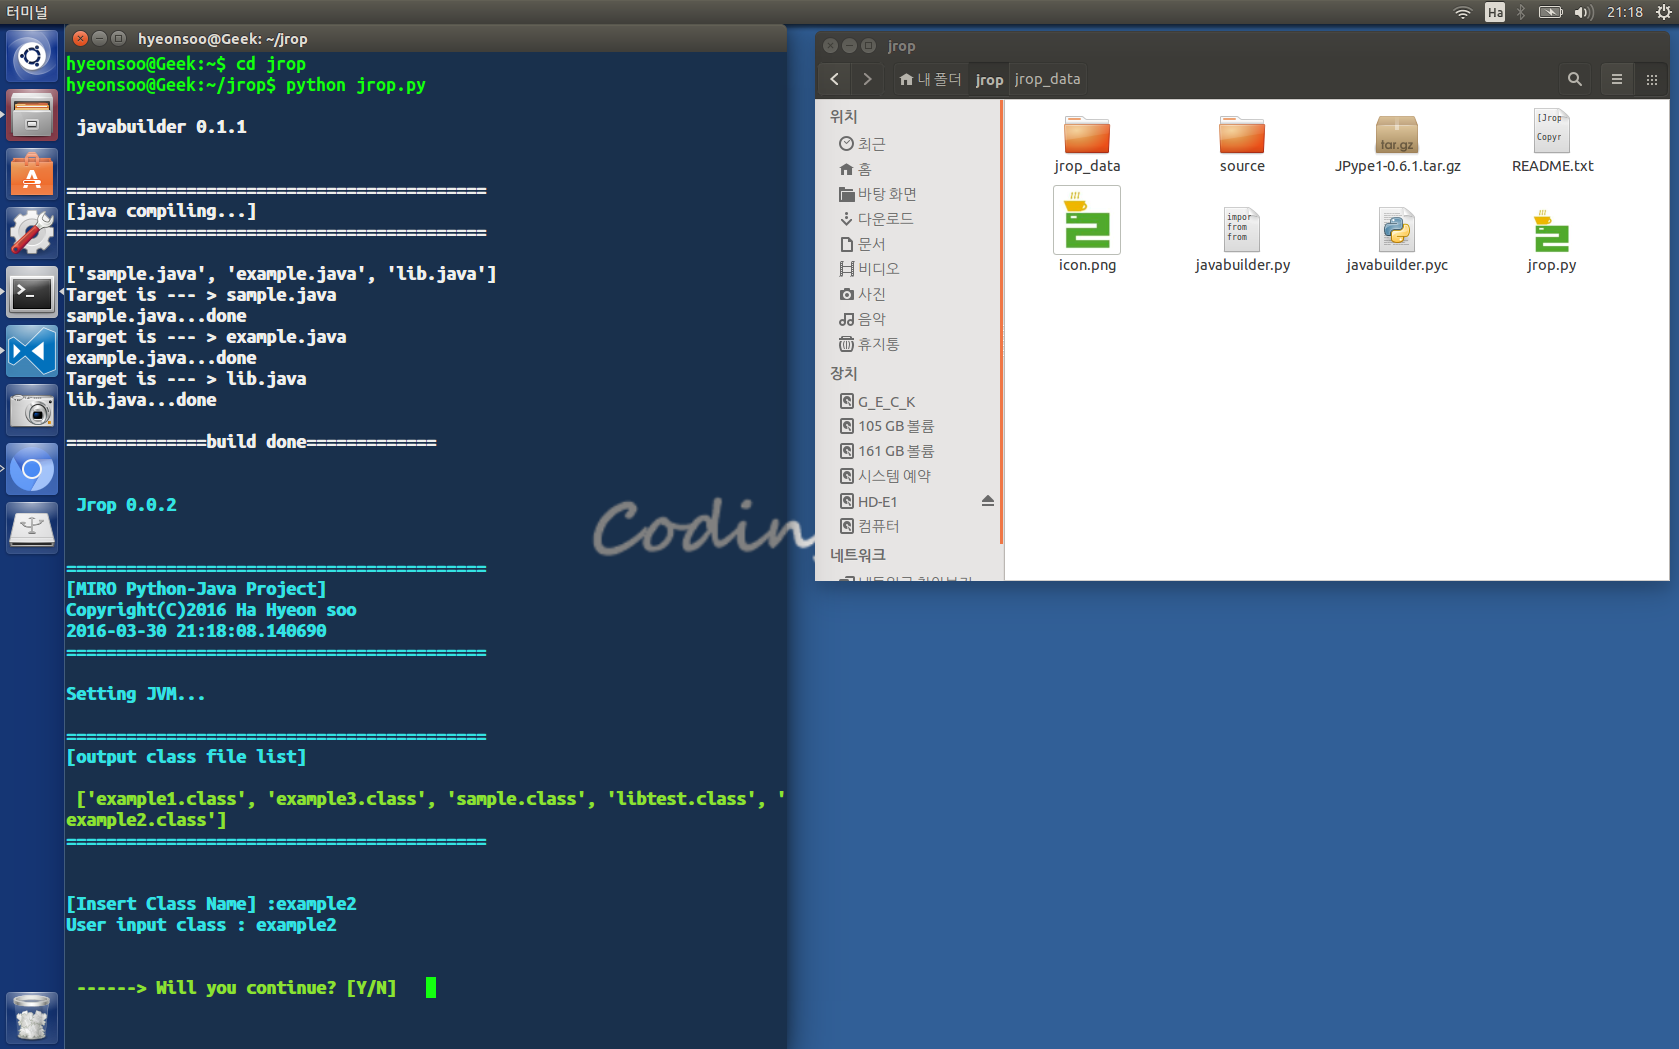 터미널
Ha
21:18
hyeonsoo@Geek: ~/jrop
hyeonsoo@Geek:~$ cd jrop
hyeonsoo@Geek:~/jrop$ python jrop.py
javabuilder 0.1.1
==========================================
[java compiling...]
==========================================
['sample.java', 'example.java', 'lib.java']
Target is --- > sample.java
sample.java...done
Target is --- > example.java
example.java...done
Target is --- > lib.java
lib.java...done
==============build done=============
Jrop 0.0.2
==========================================
[MIRO Python-Java Project]
Copyright(C)2016 Ha Hyeon soo
2016-03-30 21:18:08.140690
==========================================
Setting JVM...
==========================================
[output class file list]
['example1.class', 'example3.class', 'sample.class', 'libtest.class', '
example2.class']
==========================================
[Insert Class Name] :example2
User input class : example2
------> Will you continue? [Y/N]
Codin
jrop
내 폴더 jrop jrop_data
위치
최근
홈
바탕 화면
다운로드
문서
비디오
사진
음악
휴지통
장치
G_E_C_K
105 GB 볼륨
161 GB 볼륨
시스템 예약
HD-E1
컴퓨터
네트워크
jrop_data
source
tar.gz
JPype1-0.6.1.tar.gz
[Jrop
Copyr
README.txt
icon.png
impor
from
from
javabuilder.py
javabuilder.pyc
jrop.py